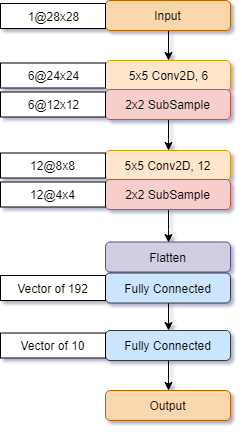 1@28x28 Input
6@24x24 5x5 Conv2D, 6
6@12x12 2x2 SubSample
12@8x8 5x5 Conv2D, 12
12@4x4 2x2 SubSample
Flatten
Vector of 192 Fully Connected
Vector of 10 Fully Connected
Output